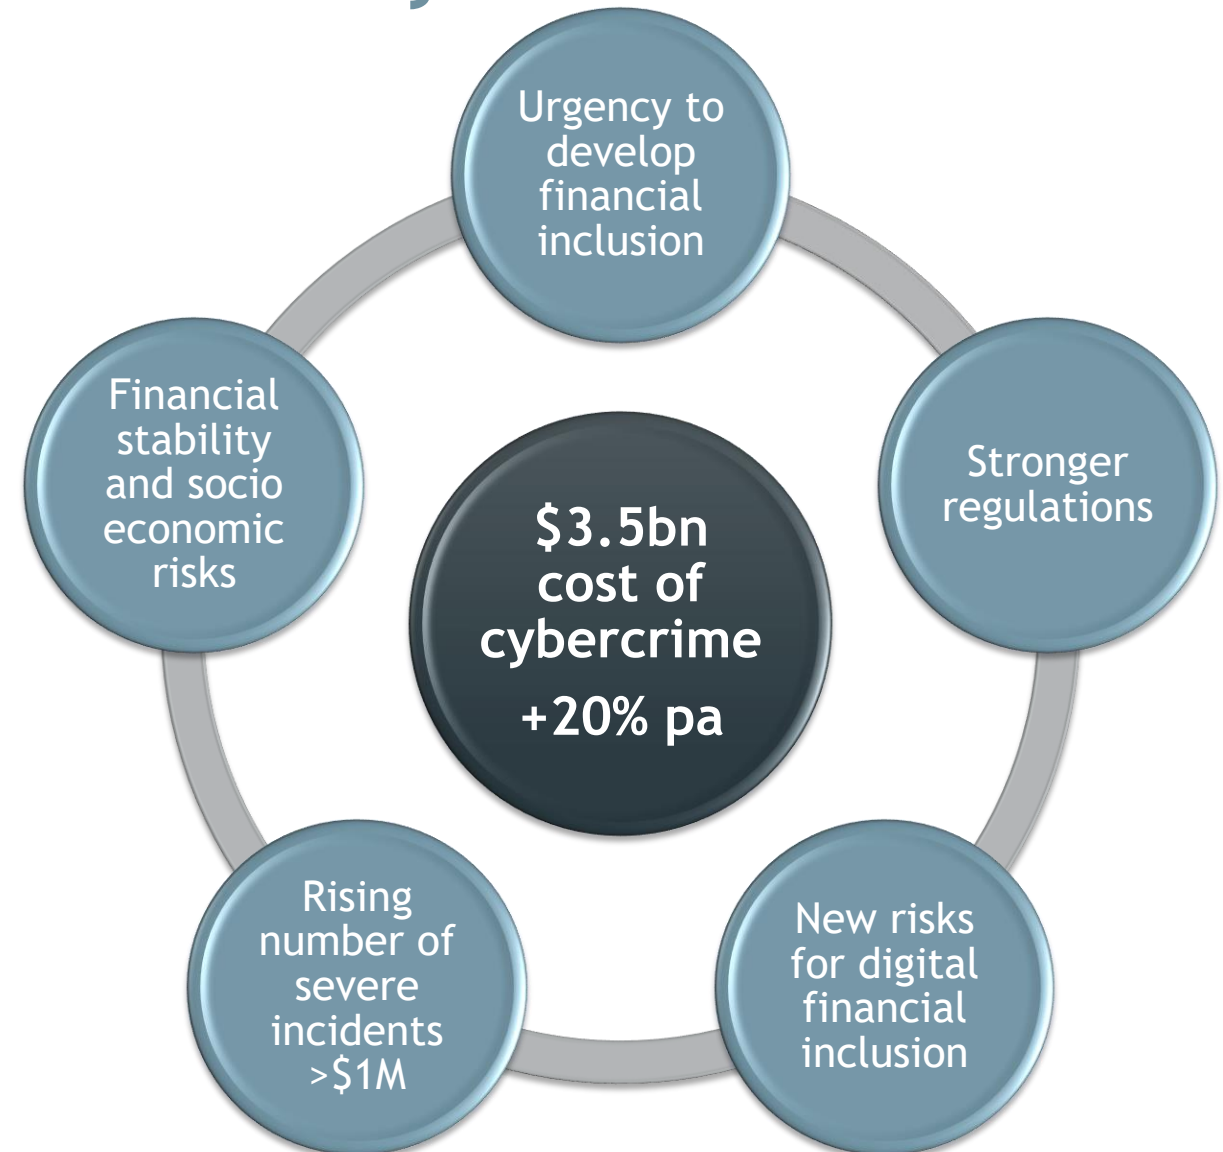 Urgency to
develop
financial
inclusion
Stronger
regulations
New risks
for digital
financial
inclusion
Rising
number of
severe
incidents
>$1M
Financial
stability
and socio
economic
risks
$3.5bn
cost of
cybercrime
+20% pa